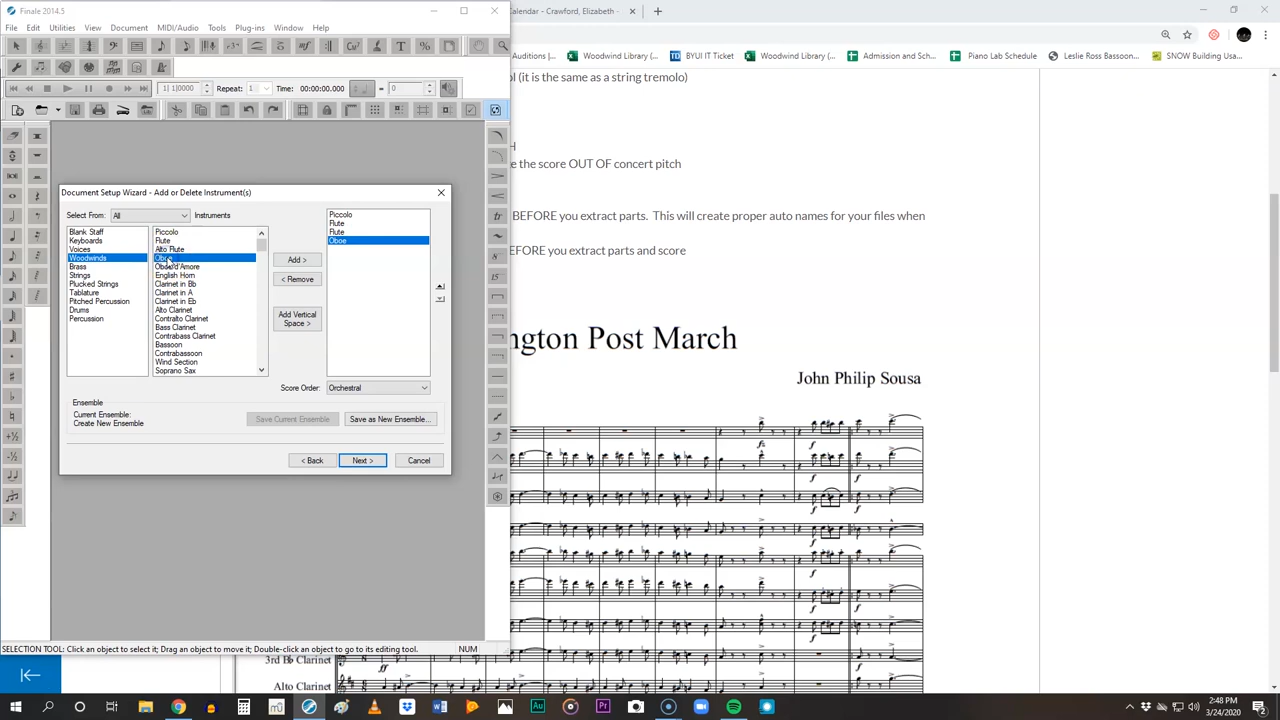 Finale 2014.5
Calendar - Crawford, Elizabeth -
File Edit Utilities View Document MIDI/Audio Tools Plug-ins Window Help
Auditions (... Woodwind Library (... BYUI IT Ticket Woodwind Library (... Admission and Sch... Piano Lab Schedule Leslie Ross Bassoon... SNOW Building Usa...
ol (it is the same as a string tremolo)
Repeat: 1 Time: 00:00:00.000 = 0
H
e the score OUT OF concert pitch
BEFORE you extract parts. This will create proper auto names for your files when
EFORE you extract parts and score
Document Setup Wizard - Add or Delete Instrument(s)
Select From: All Instruments
Blank Staff
Keyboards
Voices
Woodwinds
Brass
Strings
Plucked Strings
Tablature
Pitched Percussion
Drums
Percussion
Piccolo
Flute
Alto Flute
Oboe
Oboe d'Amore
English Horn
Clarinet in Bb
Clarinet in A
Clarinet in Eb
Alto Clarinet
Contralto Clarinet
Bass Clarinet
Contrabass Clarinet
Bassoon
Contrabassoon
Wind Section
Soprano Sax
Add >
< Remove
Add Vertical
Space >
Piccolo
Flute
Flute
Oboe
Score Order: Orchestral
Ensemble
Current Ensemble:
Create New Ensemble
Save Current Ensemble
Save as New Ensemble...
< Back Next > Cancel
ngton Post March
John Philip Sousa
SELECTION TOOL: Click an object to select it; Drag an object to move it; Double-click an object to go to its editing tool. NUM
3rd B♭ Clarinet
Alto Clarinet
ff
2:48 PM
3/24/2020